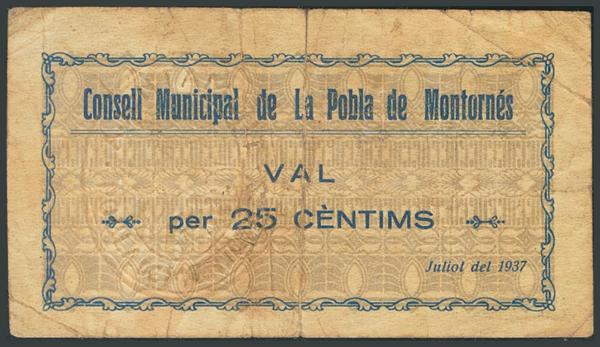 Consell Municipal de La Pobla de Montornés
VAL
per 25 CÈNTIMS
Juliol del 1937